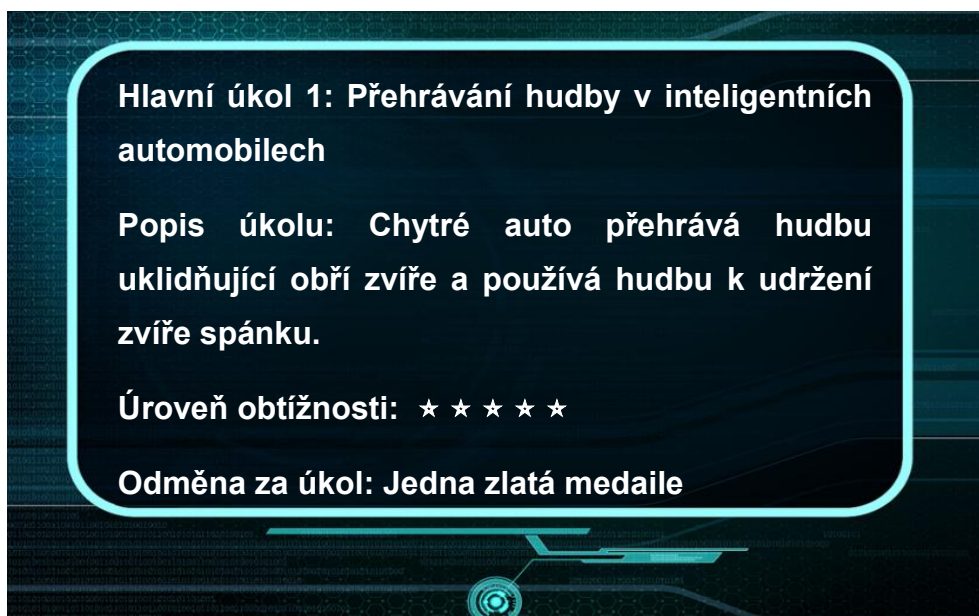 Hlavní úkol 1: Přehrávání hudby v inteligentních
automobilech
Popis úkolu: Chytré auto přehrává hudbu
uklidňující obří zvíře a používá hudbu k udržení
zvíře spánku.
Úroveň obtížnosti: ★ ★ ★ ★ ★
Odměna za úkol: Jedna zlatá medaile